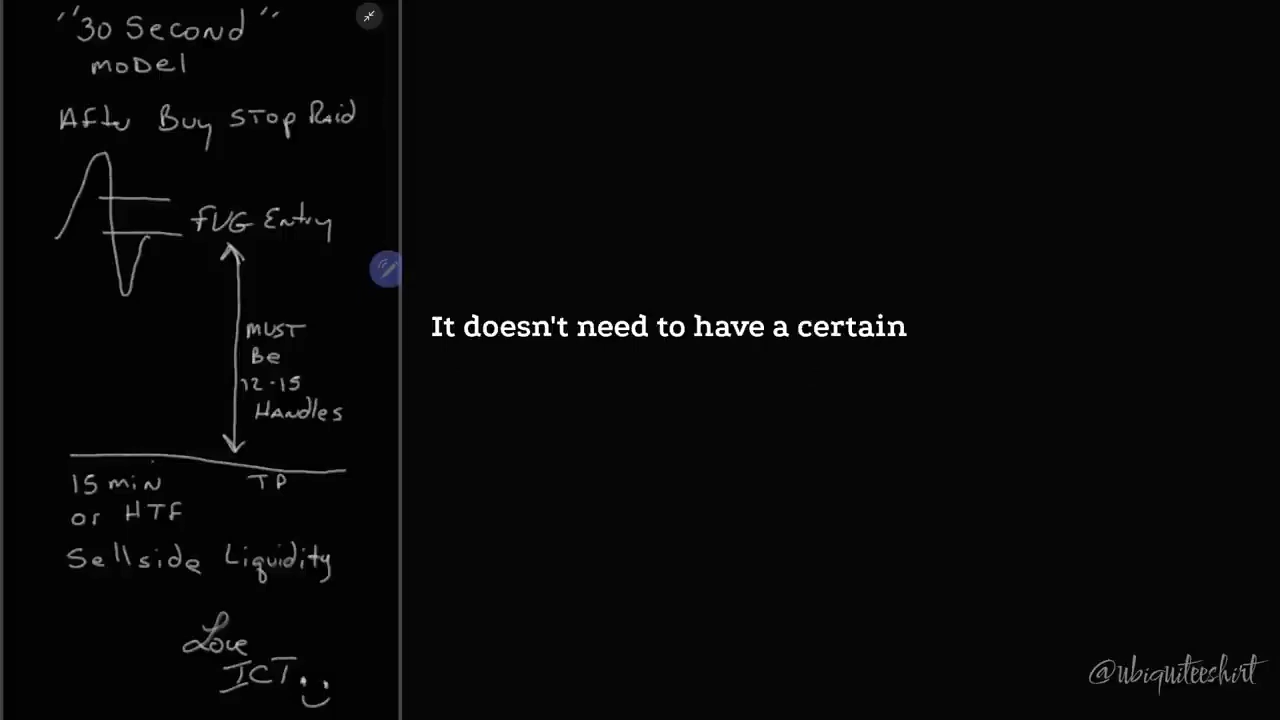 "30 Second"
MODEl
After Buy STop Raid
FVG Entry
MUST
Be
12-15
HANdles
15 miN
TP
or HTF
Sellside Liquidity
Love
ICT
It doesn't need to have a certain
@ubiquiteeshirt